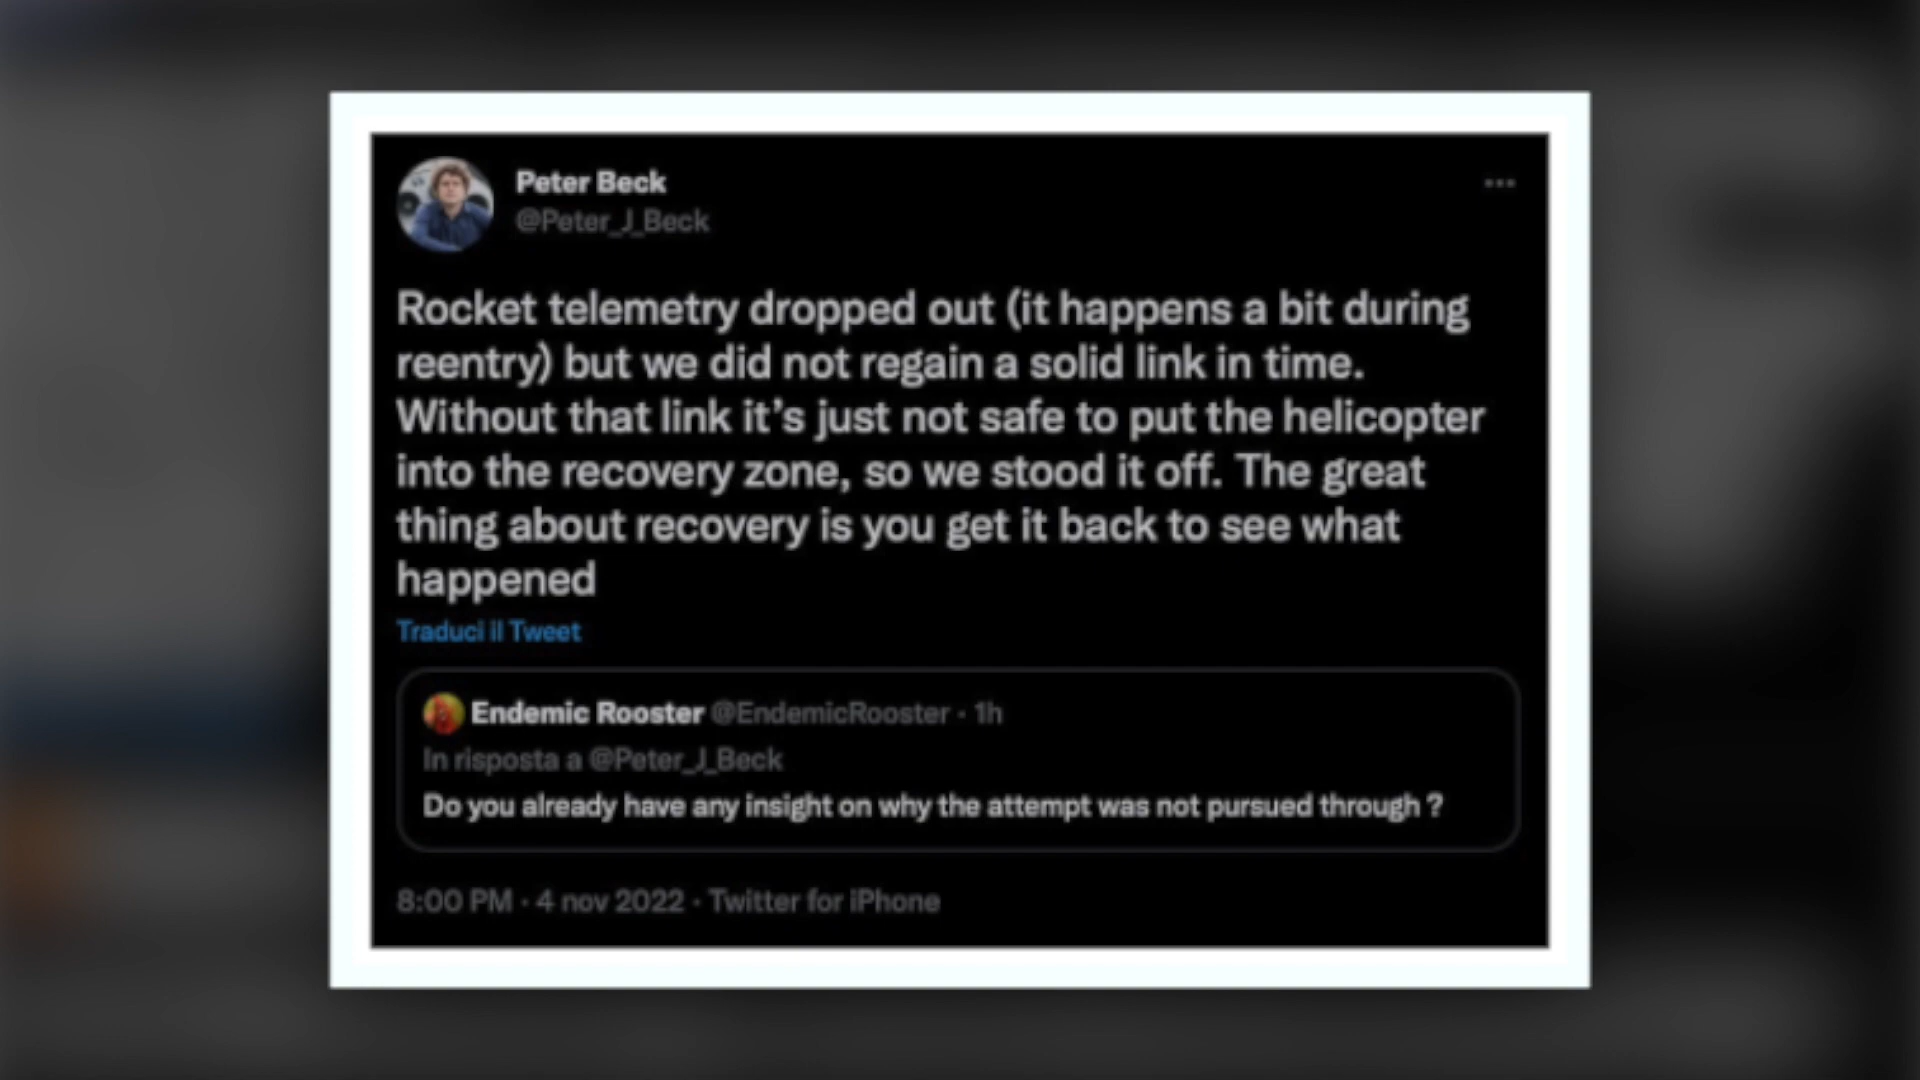 Peter Beck
@Peter_J_Beck
Rocket telemetry dropped out (it happens a bit during
reentry) but we did not regain a solid link in time.
Without that link it’s just not safe to put the helicopter
into the recovery zone, so we stood it off. The great
thing about recovery is you get it back to see what
happened
Traduci il Tweet
Endemic Rooster @EndemicRooster · 1h
In risposta a @Peter_J_Beck
Do you already have any insight on why the attempt was not pursued through ?
8:00 PM · 4 nov 2022 · Twitter for iPhone